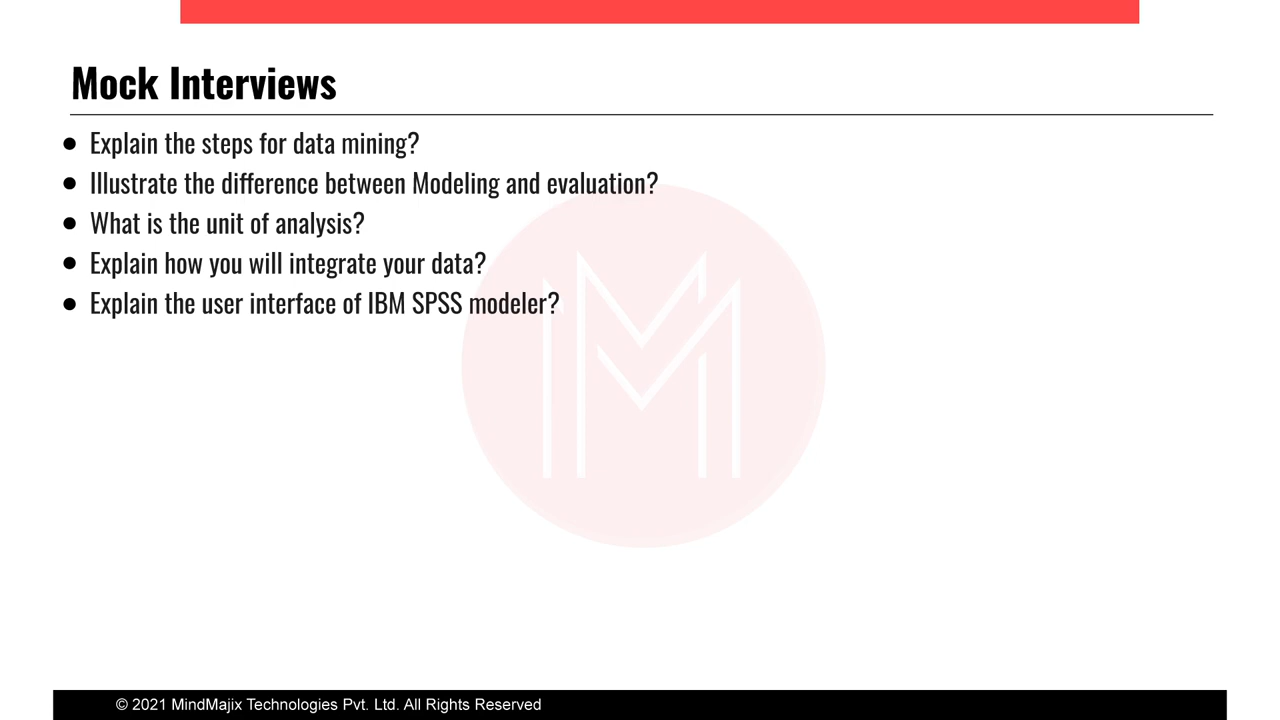 Mock Interviews
● Explain the steps for data mining?
● Illustrate the difference between Modeling and evaluation?
● What is the unit of analysis?
● Explain how you will integrate your data?
● Explain the user interface of IBM SPSS modeler?
© 2021 MindMajix Technologies Pvt. Ltd. All Rights Reserved